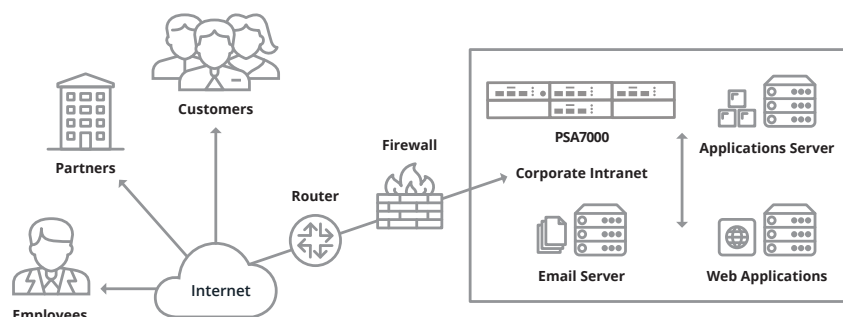 Customers
Partners
Firewall
PSA7000
Applications Server
Router
Corporate Intranet
Email Server
Web Applications
Internet
Employees